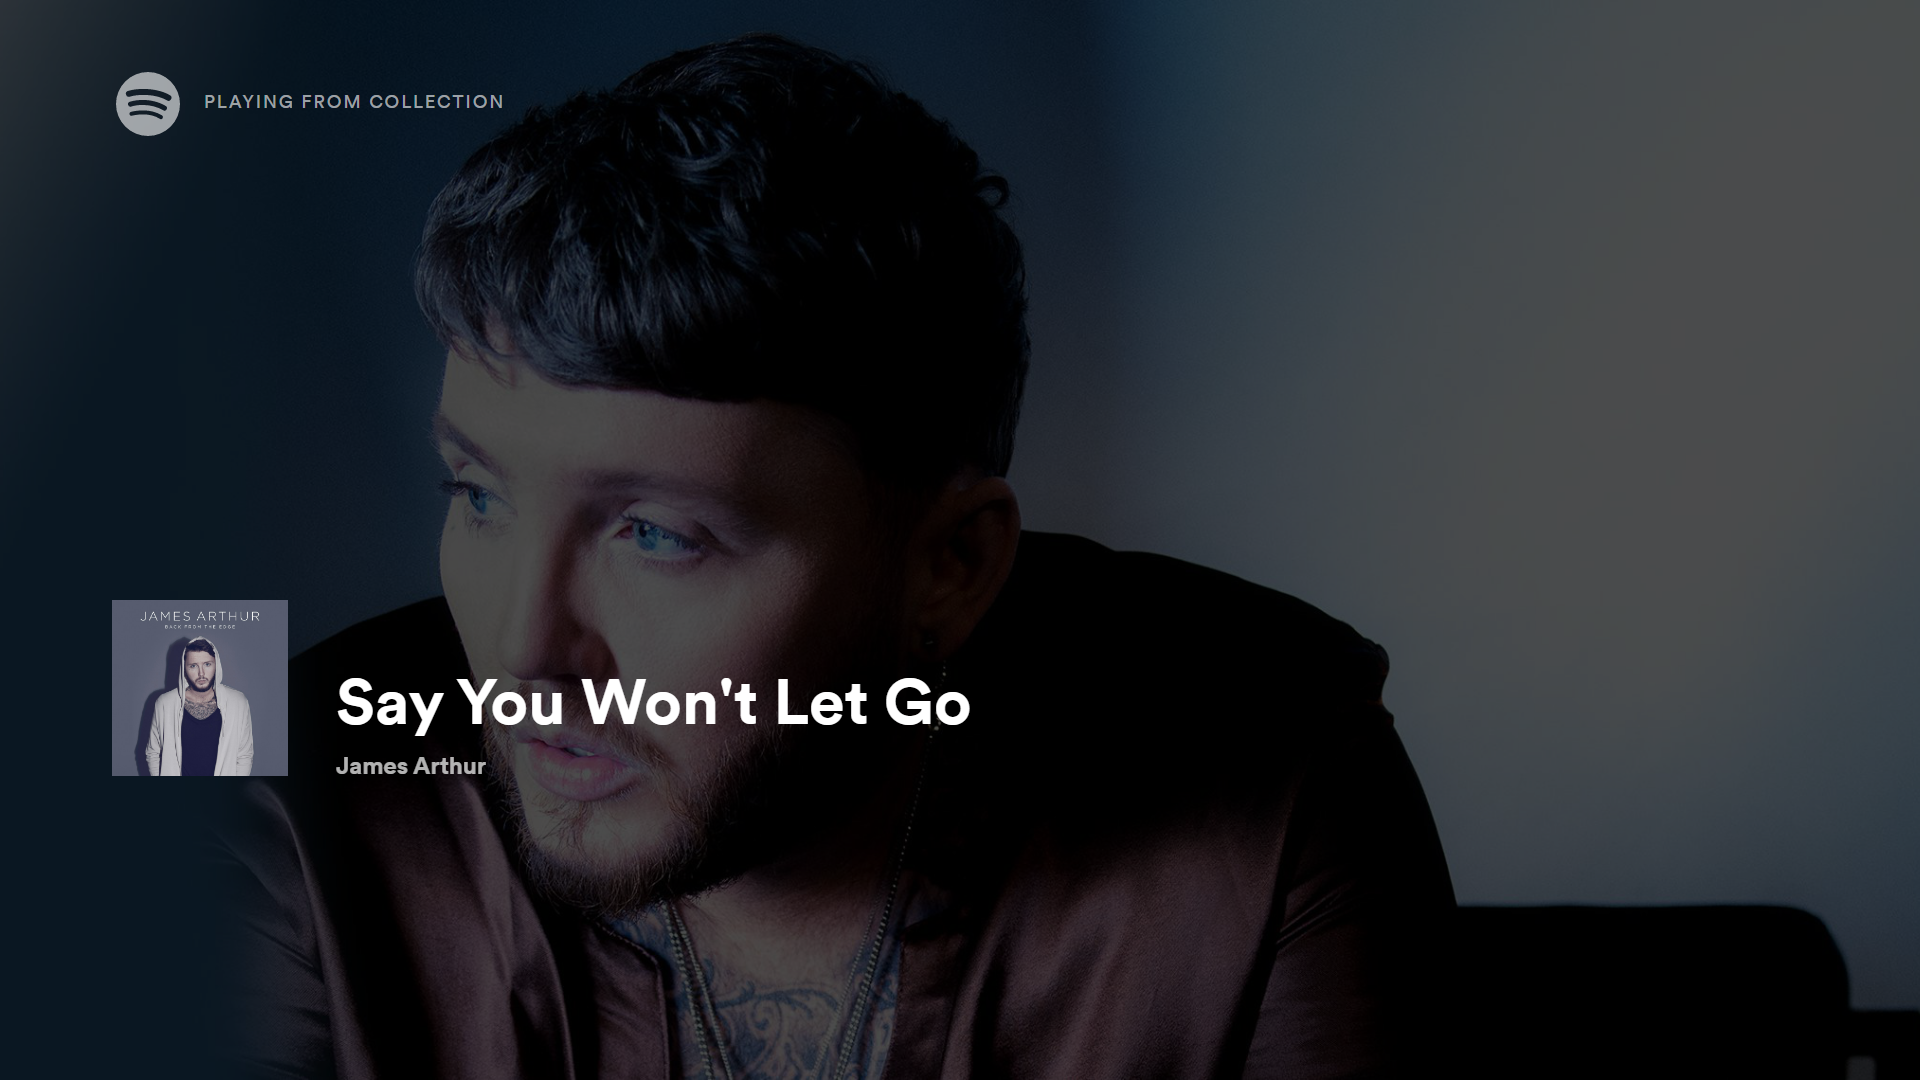 PLAYING FROM COLLECTION
JAMES ARTHUR
BACK FROM THE EDGE
Say You Won't Let Go
James Arthur